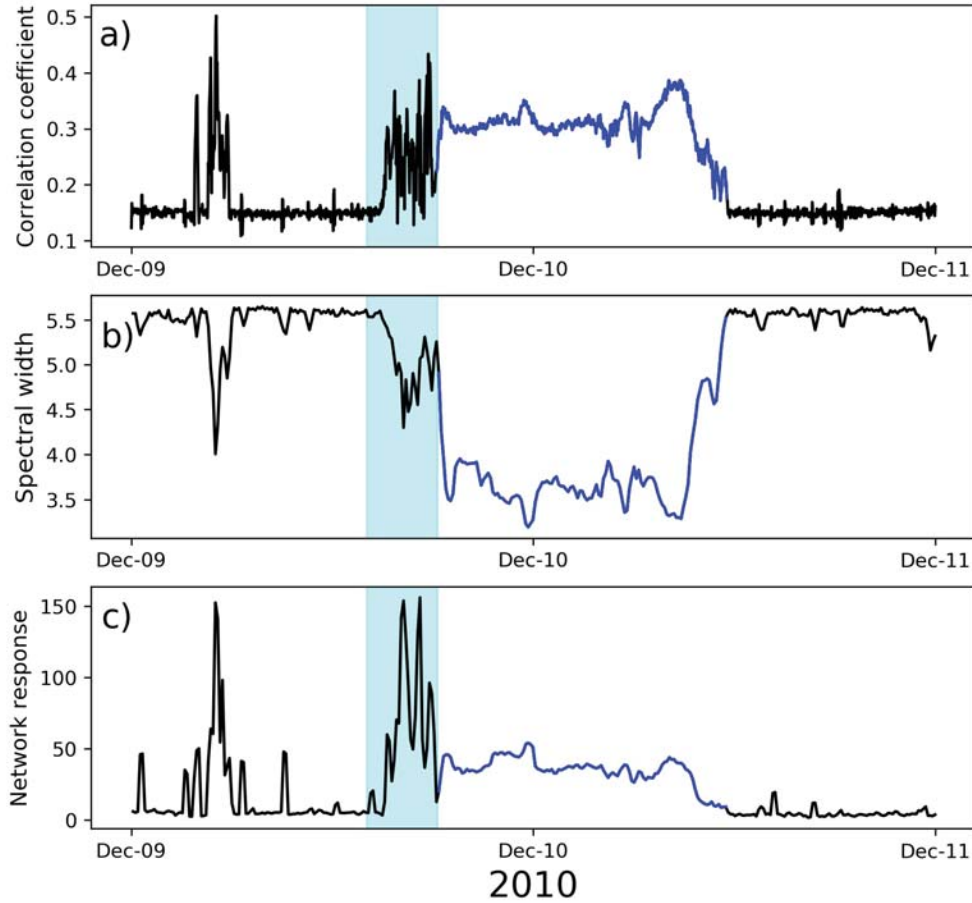 a)
Correlation coefficient
0.5
0.4
0.3
0.2
0.1
Dec-09 Dec-10 Dec-11
b)
Spectral width
5.5
5.0
4.5
4.0
3.5
Dec-09 Dec-10 Dec-11
c)
Network response
150
100
50
0
Dec-09 Dec-10 Dec-11
2010